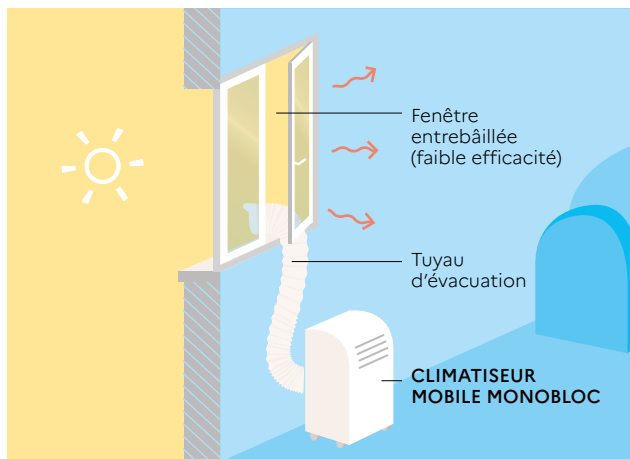 Fenêtre
entrebâillée
(faible efficacité)
Tuyau
d’évacuation
CLIMATISEUR
MOBILE MONOBLOC